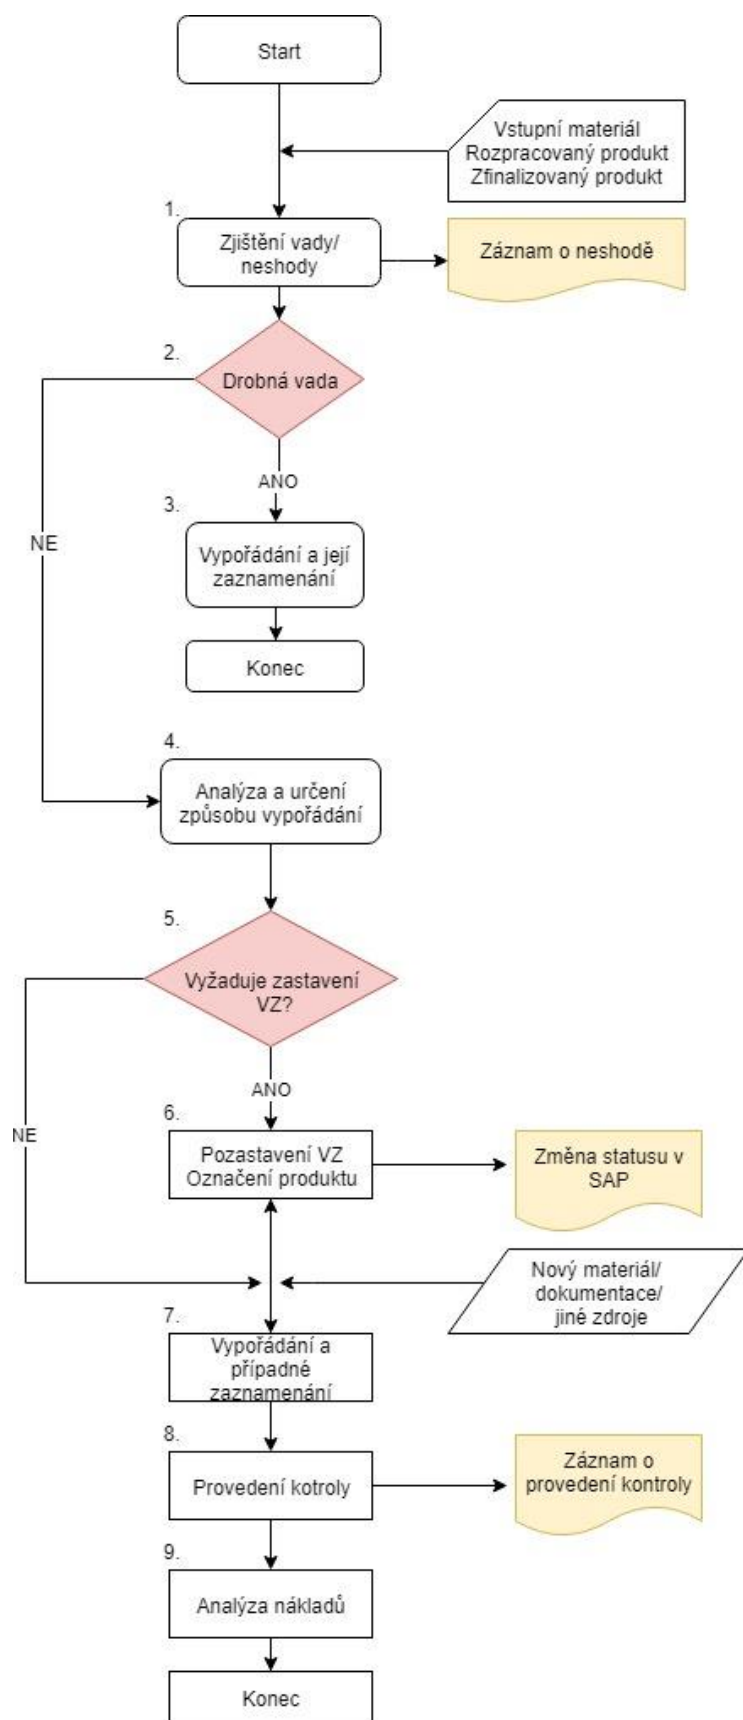 Start
Vstupní materiál
Rozpracovaný produkt
Zfinalizovaný produkt
1.
Zjištění vady/
neshody
Záznam o neshodě
2.
Drobná vada
ANO
NE
3.
Vypořádání a její
zaznamenání
Konec
4.
Analýza a určení
způsobu vypořádání
5.
Vyžaduje zastavení
VZ?
ANO
NE
6.
Pozastavení VZ
Označení produktu
Změna statusu v
SAP
Nový materiál/
dokumentace/
jiné zdroje
7.
Vypořádání a
případné
zaznamenání
8.
Provedení kotroly
Záznam o
provedení kontroly
9.
Analýza nákladů
Konec